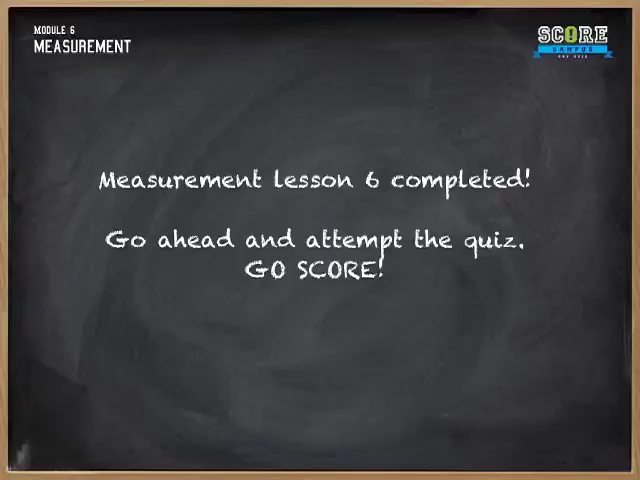 MODULE 6
MEASUREMENT
SCORE
CAMPUS
Measurement lesson 6 completed!
Go ahead and attempt the quiz.
GO SCORE!